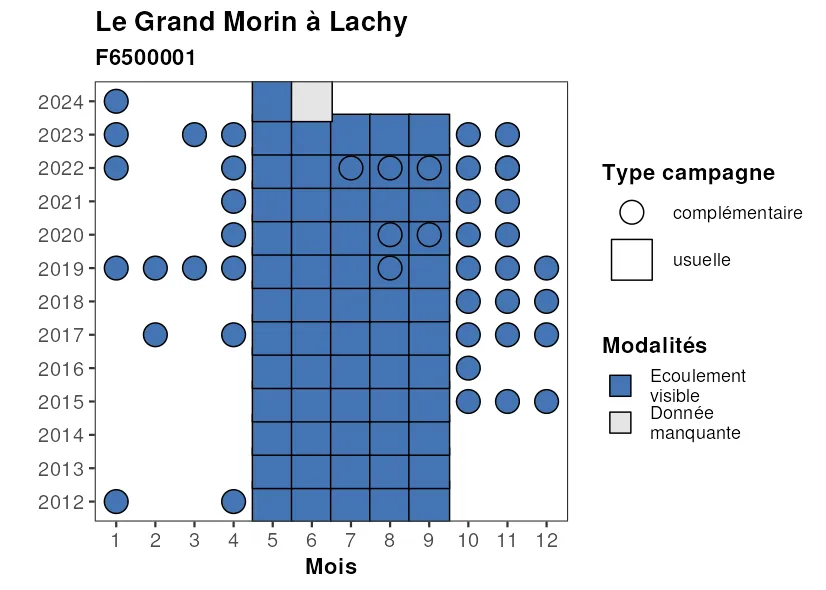 Le Grand Morin à Lachy
F6500001
2024
2023
2022
2021
2020
2019
2018
2017
2016
2015
2014
2013
2012
1 2 3 4 5 6 7 8 9 10 11 12
Mois
Type campagne
complémentaire
usuelle
Modalités
Ecoulement
visible
Donnée
manquante